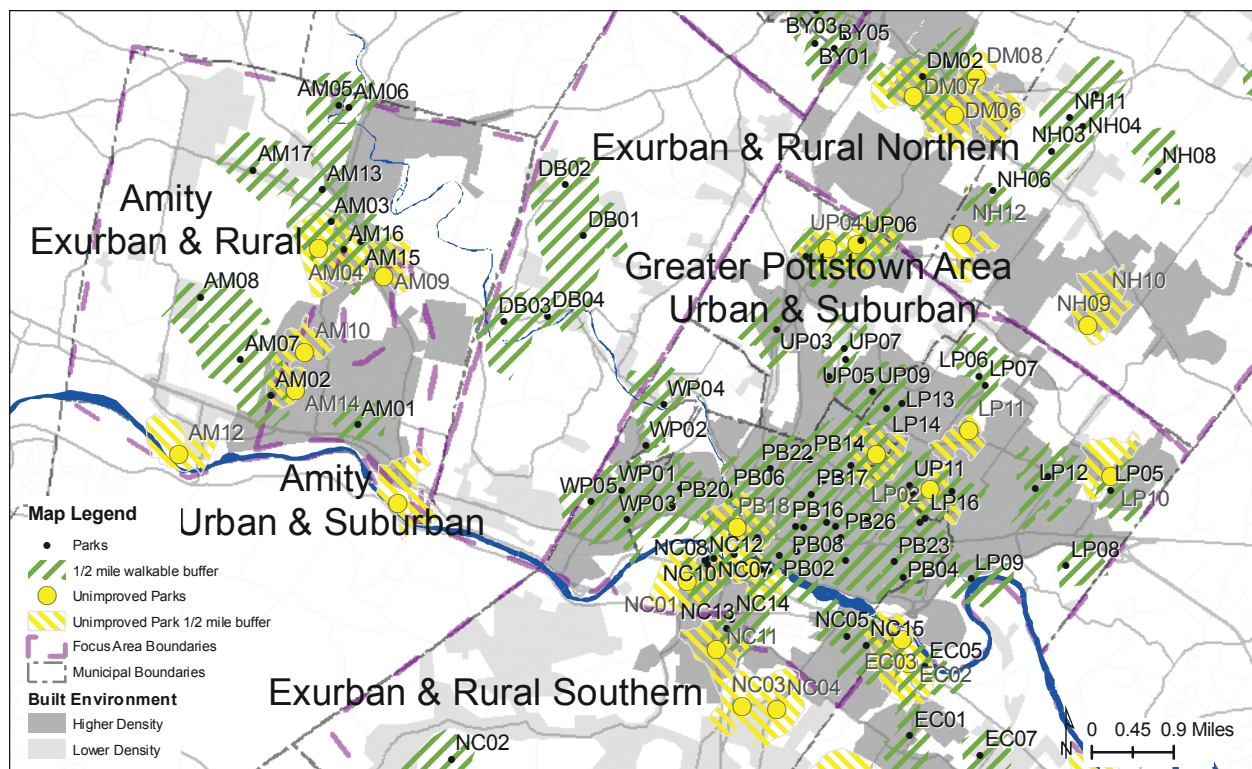 BY03
BY05
BY01
DM02
DM08
DM07
DM06
AM05
AM06
NH11
NH04
NH03
NH08
Exurban & Rural Northern
AM17
AM13
DB02
NH06
Amity
Exurban & Rural
AM03
DB01
NH12
UP04
UP06
AM16
AM15
AM04
AM09
Greater Pottstown Area
Urban & Suburban
AM08
NH10
NH09
DB03
DB04
AM10
AM07
UP03
UP07
LP06
LP07
AM02
AM14
UP05
UP09
WP04
LP13
LP11
AM01
LP14
AM12
WP02
PB14
PB22
Amity
Urban & Suburban
WP01
PB06
PB17
UP11
LP12
LP05
WP05
PB20
LP02
LP16
LP10
WP03
PB18
PB16
PB26
NC08
NC12
PB08
PB23
NC10
NC07
PB02
PB04
LP09
LP08
NC01
NC13
NC14
NC05
NC15
NC11
EC05
EC03
EC02
Exurban & Rural Southern
NC03
NC04
EC01
NC02
EC07
Map Legend
Parks
1/2 mile walkable buffer
Unimproved Parks
Unimproved Park 1/2 mile buffer
Focus Area Boundaries
Municipal Boundaries
Built Environment
Higher Density
Lower Density
N
0 0.45 0.9 Miles